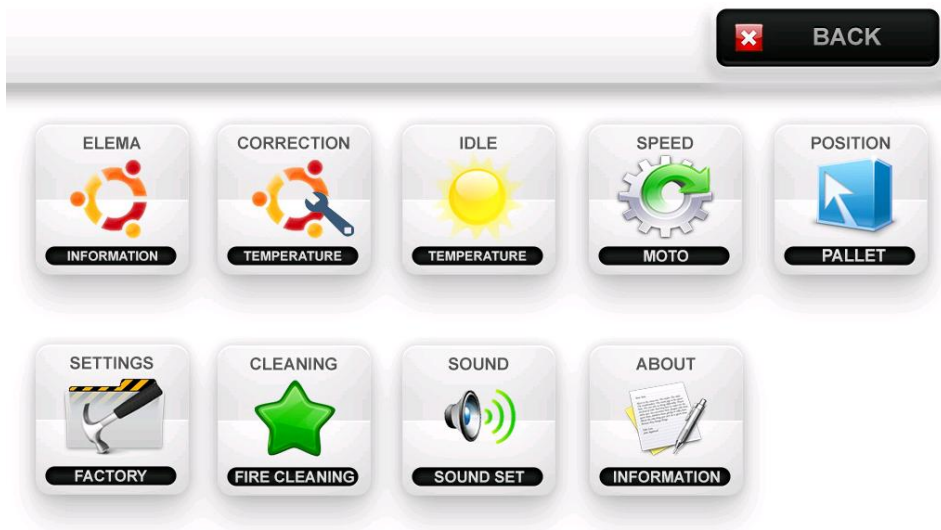 BACK
ELEMA
INFORMATION
CORRECTION
TEMPERATURE
IDLE
TEMPERATURE
SPEED
MOTO
POSITION
PALLET
SETTINGS
FACTORY
CLEANING
FIRE CLEANING
SOUND
SOUND SET
ABOUT
INFORMATION